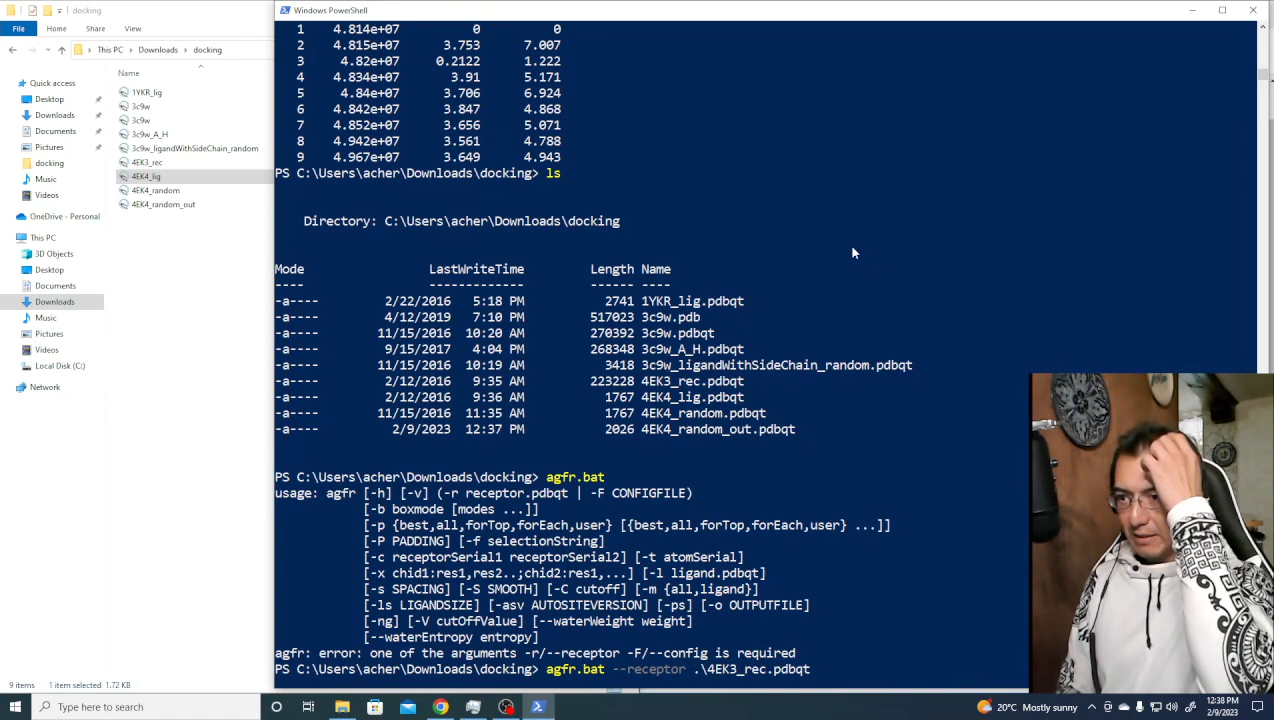 docking
File
Home
Share
View
This PC
Downloads
docking
Name
Quick access
Desktop
Downloads
Documents
Pictures
docking
Music
Videos
OneDrive - Personal
This PC
3D Objects
Desktop
Documents
Downloads
Music
Pictures
Videos
Local Disk (C:)
Network
1YKR_lig
3c9w
3c9w
3c9w_A_H
3c9w_ligandWithSideChain_random
4EK3_rec
4EK4_lig
4EK4_random
4EK4_random_out
9 items 1 item selected 1.72 KB
Windows PowerShell
1 4.814e+07 0 0
2 4.815e+07 3.753 7.007
3 4.82e+07 0.2122 1.222
4 4.834e+07 3.91 5.171
5 4.84e+07 3.706 6.924
6 4.842e+07 3.847 4.868
7 4.852e+07 3.656 5.071
8 4.942e+07 3.561 4.788
9 4.967e+07 3.649 4.943
PS C:\Users\acher\Downloads\docking> ls
Directory: C:\Users\acher\Downloads\docking
Mode LastWriteTime Length Name
---- ------------- ------ ----
-a---- 2/22/2016 5:18 PM 2741 1YKR_lig.pdbqt
-a---- 4/12/2019 7:10 PM 517023 3c9w.pdb
-a---- 11/15/2016 10:20 AM 270392 3c9w.pdbqt
-a---- 9/15/2017 4:04 PM 268348 3c9w_A_H.pdbqt
-a---- 11/15/2016 10:19 AM 3418 3c9w_ligandWithSideChain_random.pdbqt
-a---- 2/12/2016 9:35 AM 223228 4EK3_rec.pdbqt
-a---- 2/12/2016 9:36 AM 1767 4EK4_lig.pdbqt
-a---- 11/15/2016 11:35 AM 1767 4EK4_random.pdbqt
-a---- 2/9/2023 12:37 PM 2026 4EK4_random_out.pdbqt
PS C:\Users\acher\Downloads\docking> agfr.bat
usage: agfr [-h] [-v] (-r receptor.pdbqt | -F CONFIGFILE)
[-b boxmode [modes ...]]
[-p {best,all,forTop,forEach,user} [{best,all,forTop,forEach,user} ...]]
[-P PADDING] [-f selectionString]
[-c receptorSerial1 receptorSerial2] [-t atomSerial]
[-x chid1:res1,res2..;chid2:res1,...] [-l ligand.pdbqt]
[-s SPACING] [-S SMOOTH] [-C cutoff] [-m {all,ligand}]
[-ls LIGANDSIZE] [-asv AUTOSITEVERSION] [-ps] [-o OUTPUTFILE]
[-ng] [-V cutOffValue] [--waterWeight weight]
[--waterEntropy entropy]
agfr: error: one of the arguments -r/--receptor -F/--config is required
PS C:\Users\acher\Downloads\docking> agfr.bat --receptor .\4EK3_rec.pdbqt
Type here to search
20°C Mostly sunny
12:38 PM
2/9/2023